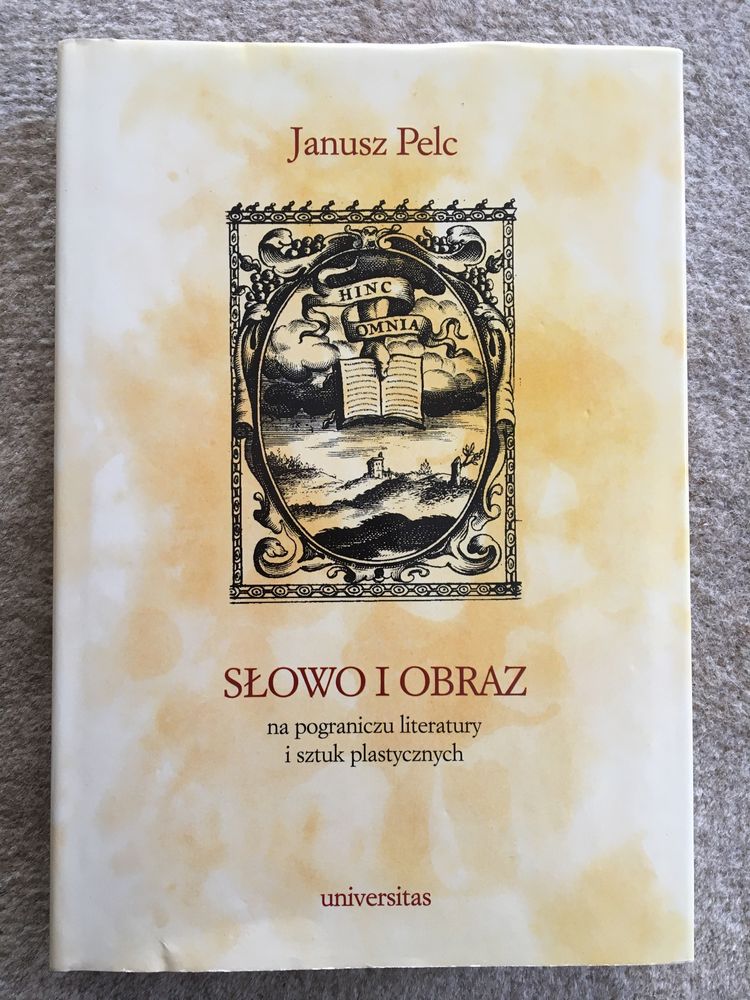 Janusz Pelc
HINC
OMNIA
SŁOWO I OBRAZ
na pograniczu literatury
i sztuk plastycznych
universitas